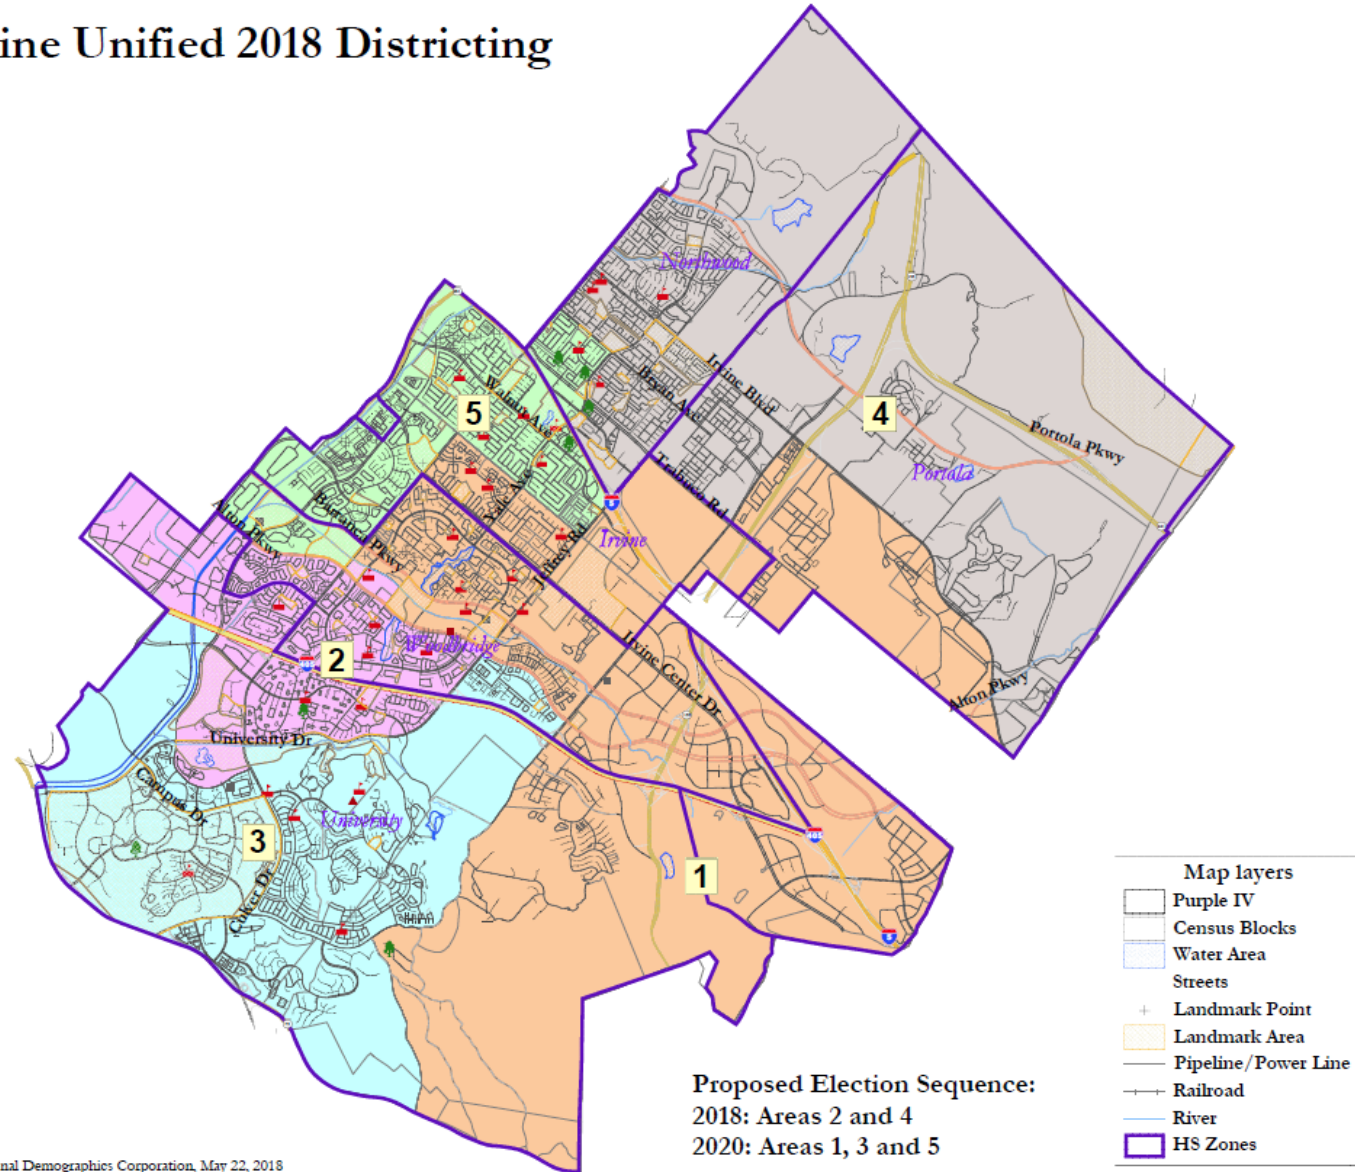 ine Unified 2018 Districting
Northwood
5
Walnut Ave
Bryan Ave
Irvine Blvd
4
Portola Pkwy
Portola
Trabuco Rd
Yale Ave
Alton Pkwy
Barranca Pkwy
Jeffrey Rd
Irvine
2
Woodbridge
Irvine Center Dr
Alton Pkwy
University Dr
Campus Dr
University
3
Culver Dr
405
1
Map layers
Purple IV
Census Blocks
Water Area
Streets
Landmark Point
Landmark Area
Pipeline/Power Line
Railroad
River
HS Zones
Proposed Election Sequence:
2018: Areas 2 and 4
2020: Areas 1, 3 and 5
nal Demographics Corporation, May 22, 2018